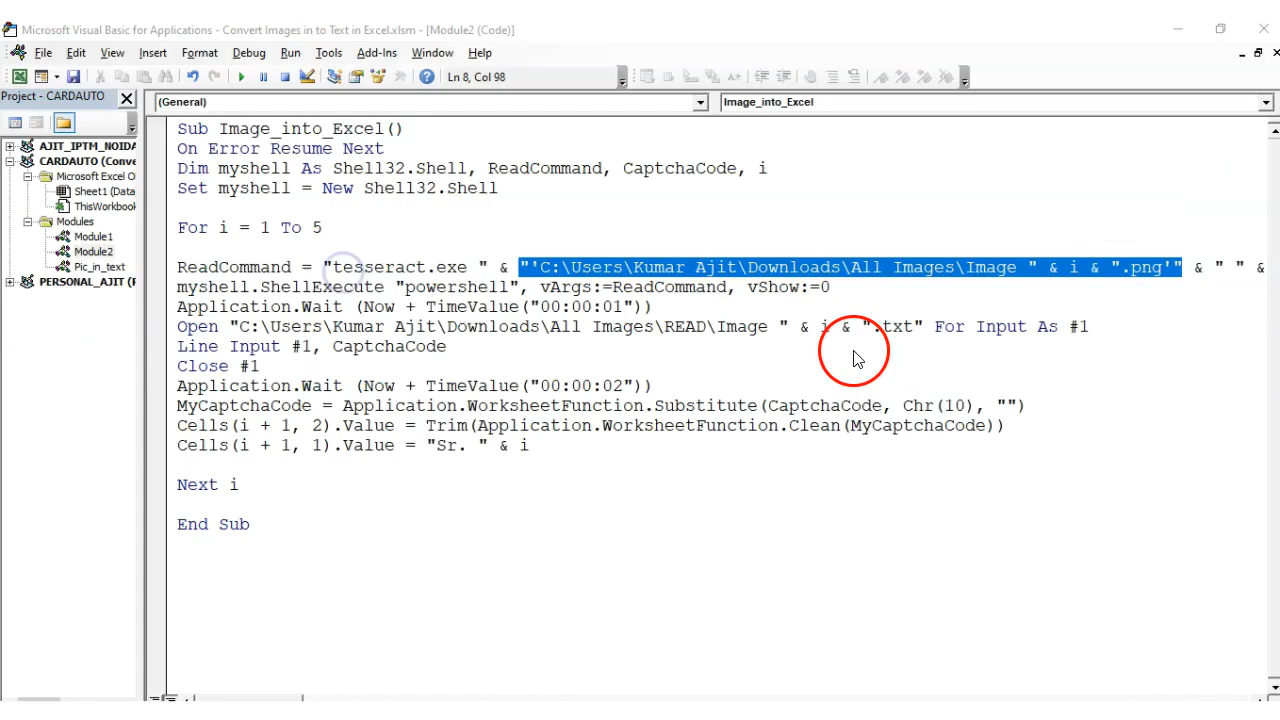 Microsoft Visual Basic for Applications - Convert Images in to Text in Excel.xlsm - [Module2 (Code)]
File Edit View Insert Format Debug Run Tools Add-Ins Window Help
Ln 8, Col 98
Project - CARDAUTO
(General)
Image_into_Excel
AJIT_IPTM_NOIDA
CARDAUTO (Conve
Microsoft Excel O
Sheet1 (Data
ThisWorkbook
Modules
Module1
Module2
Pic_in_text
PERSONAL_AJIT (F
Sub Image_into_Excel()
On Error Resume Next
Dim myshell As Shell32.Shell, ReadCommand, CaptchaCode, i
Set myshell = New Shell32.Shell
For i = 1 To 5
ReadCommand = "tesseract.exe " & "'C:\Users\Kumar Ajit\Downloads\All Images\Image " & i & ".png'" & " " &
myshell.ShellExecute "powershell", vArgs:=ReadCommand, vShow:=0
Application.Wait (Now + TimeValue("00:00:01"))
Open "C:\Users\Kumar Ajit\Downloads\All Images\READ\Image " & i & ".txt" For Input As #1
Line Input #1, CaptchaCode
Close #1
Application.Wait (Now + TimeValue("00:00:02"))
MyCaptchaCode = Application.WorksheetFunction.Substitute(CaptchaCode, Chr(10), "")
Cells(i + 1, 2).Value = Trim(Application.WorksheetFunction.Clean(MyCaptchaCode))
Cells(i + 1, 1).Value = "Sr. " & i
Next i
End Sub